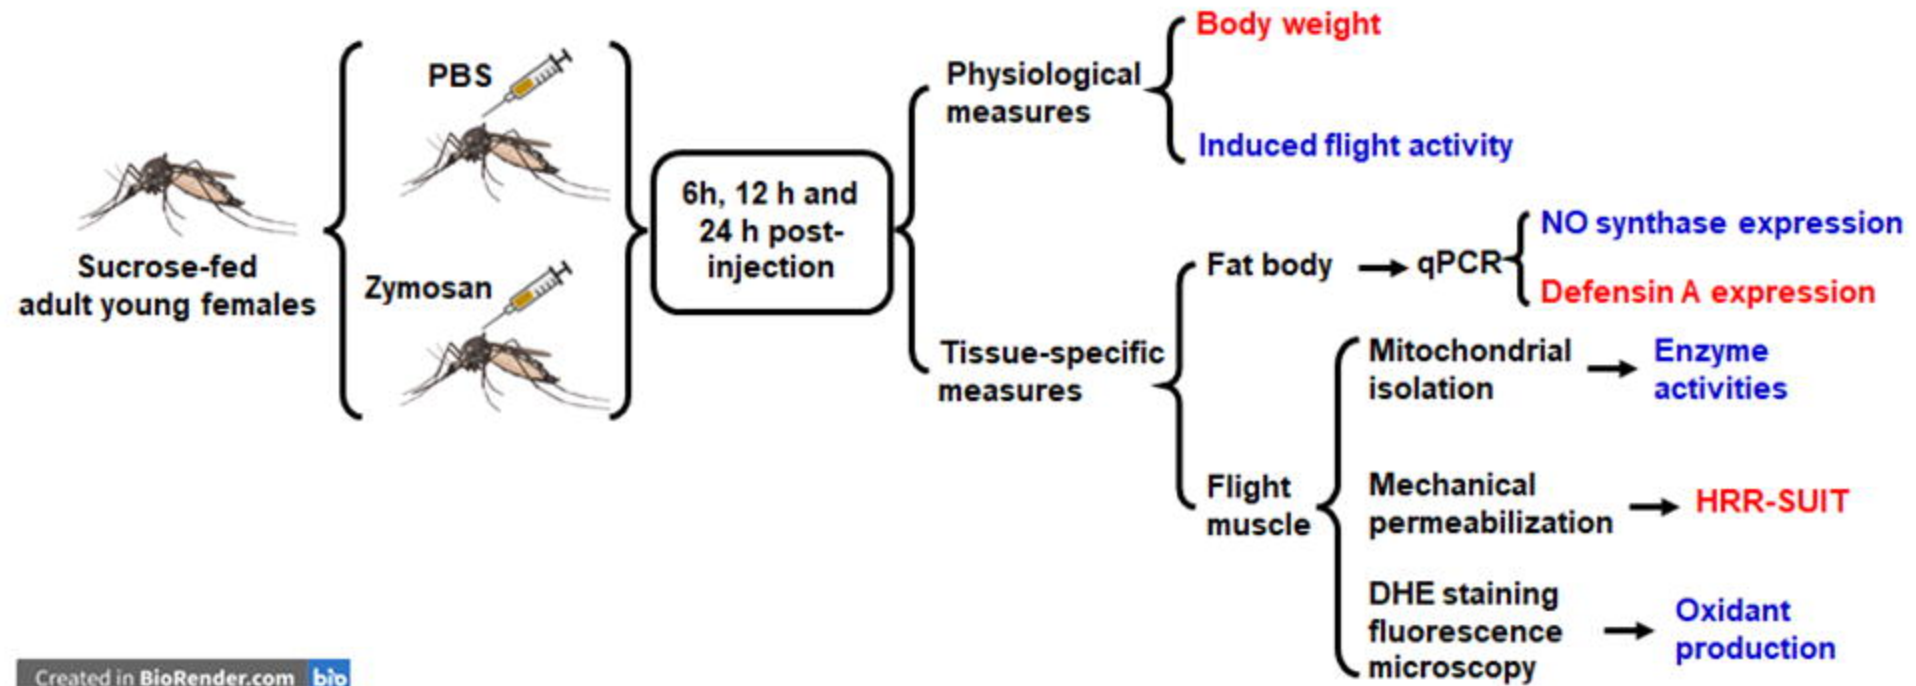 Sucrose-fed
adult young females
PBS
Zymosan
6h, 12 h and
24 h post-
injection
Physiological
measures
Body weight
Induced flight activity
Tissue-specific
measures
Fat body
qPCR
NO synthase expression
Defensin A expression
Flight
muscle
Mitochondrial
isolation
Enzyme
activities
Mechanical
permeabilization
HRR-SUIT
DHE staining
fluorescence
microscopy
Oxidant
production
Created in BioRender.com bio